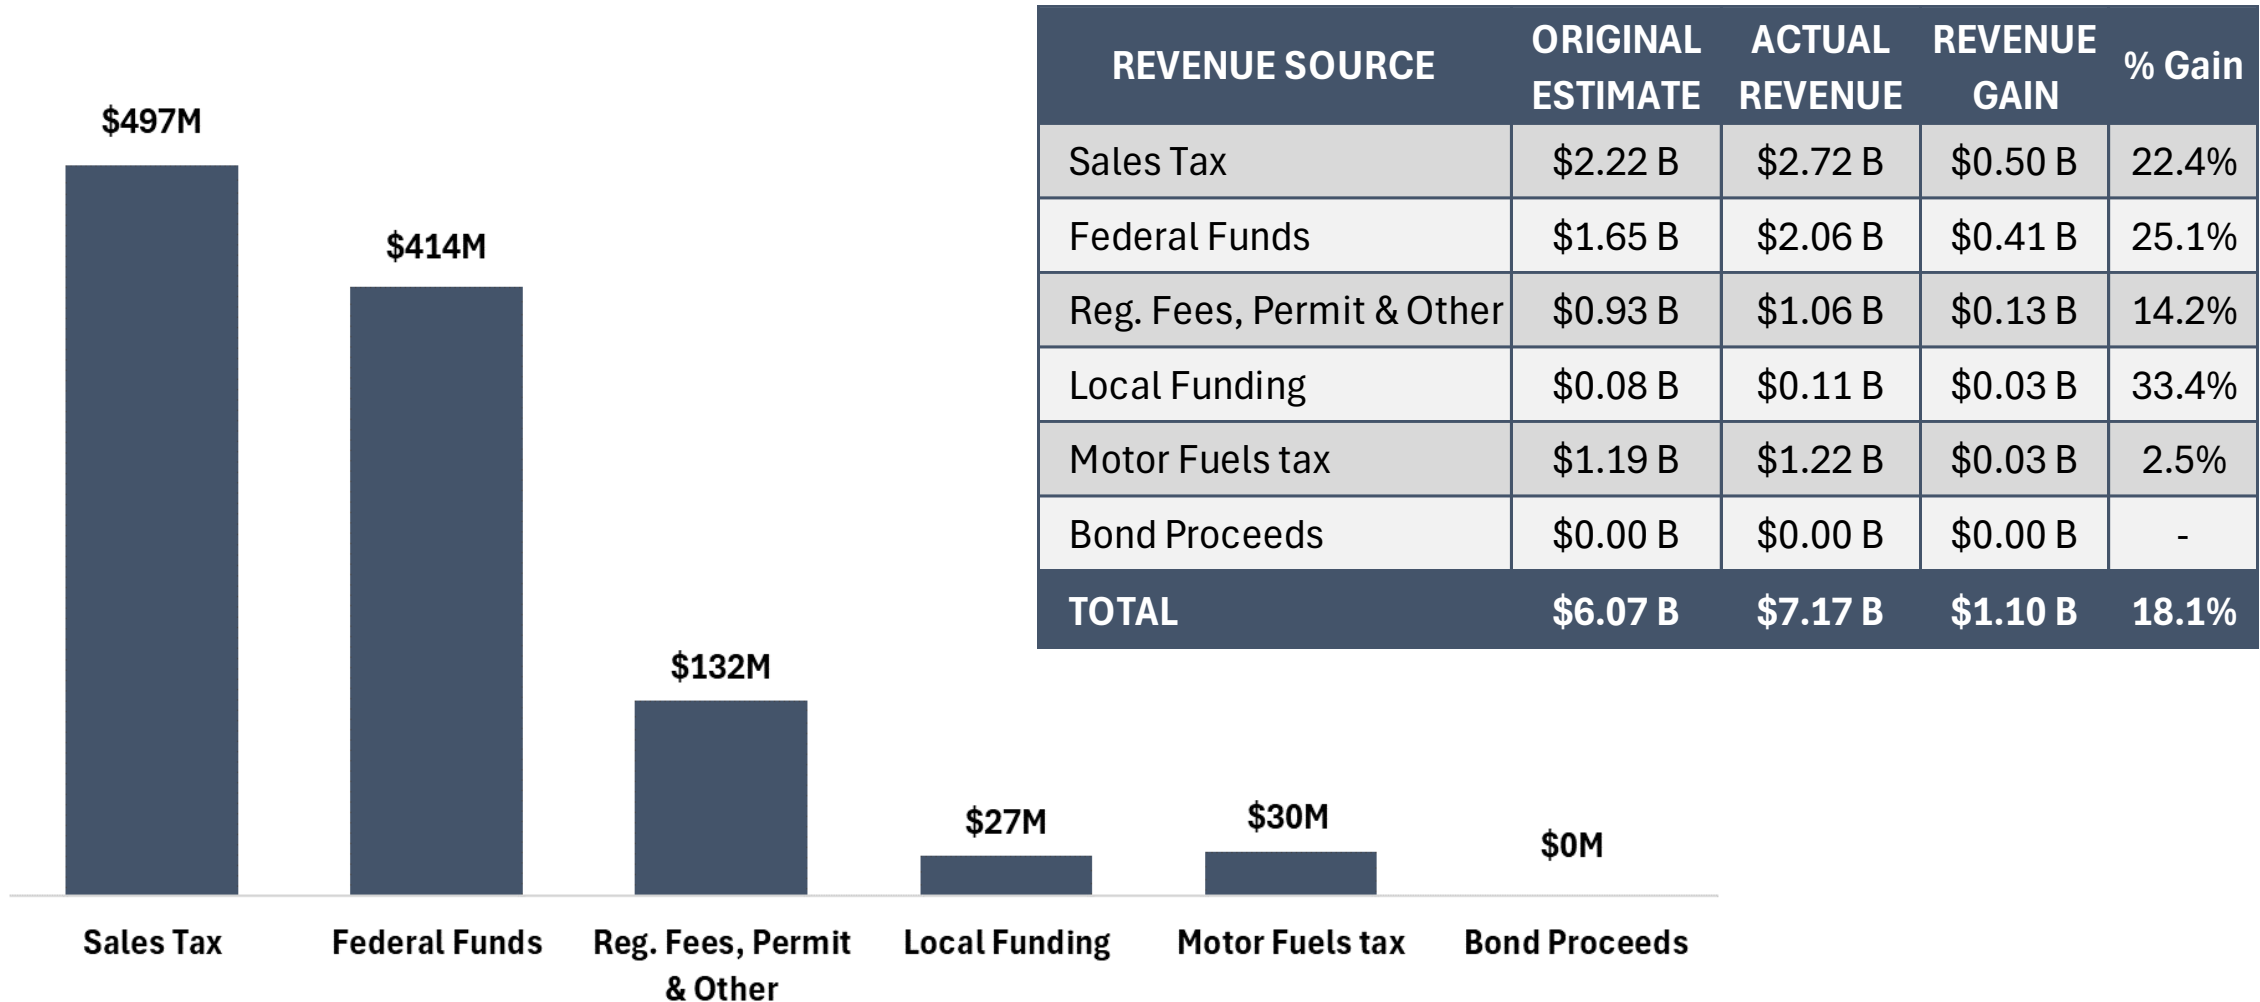 REVENUE SOURCE ORIGINAL ESTIMATE ACTUAL REVENUE REVENUE GAIN % Gain
Sales Tax $2.22 B $2.72 B $0.50 B 22.4%
Federal Funds $1.65 B $2.06 B $0.41 B 25.1%
Reg. Fees, Permit & Other $0.93 B $1.06 B $0.13 B 14.2%
Local Funding $0.08 B $0.11 B $0.03 B 33.4%
Motor Fuels tax $1.19 B $1.22 B $0.03 B 2.5%
Bond Proceeds $0.00 B $0.00 B $0.00 B -
TOTAL $6.07 B $7.17 B $1.10 B 18.1%
$497M
$414M
$132M
$27M
$30M
$0M
Sales Tax
Federal Funds
Reg. Fees, Permit
& Other
Local Funding
Motor Fuels tax
Bond Proceeds